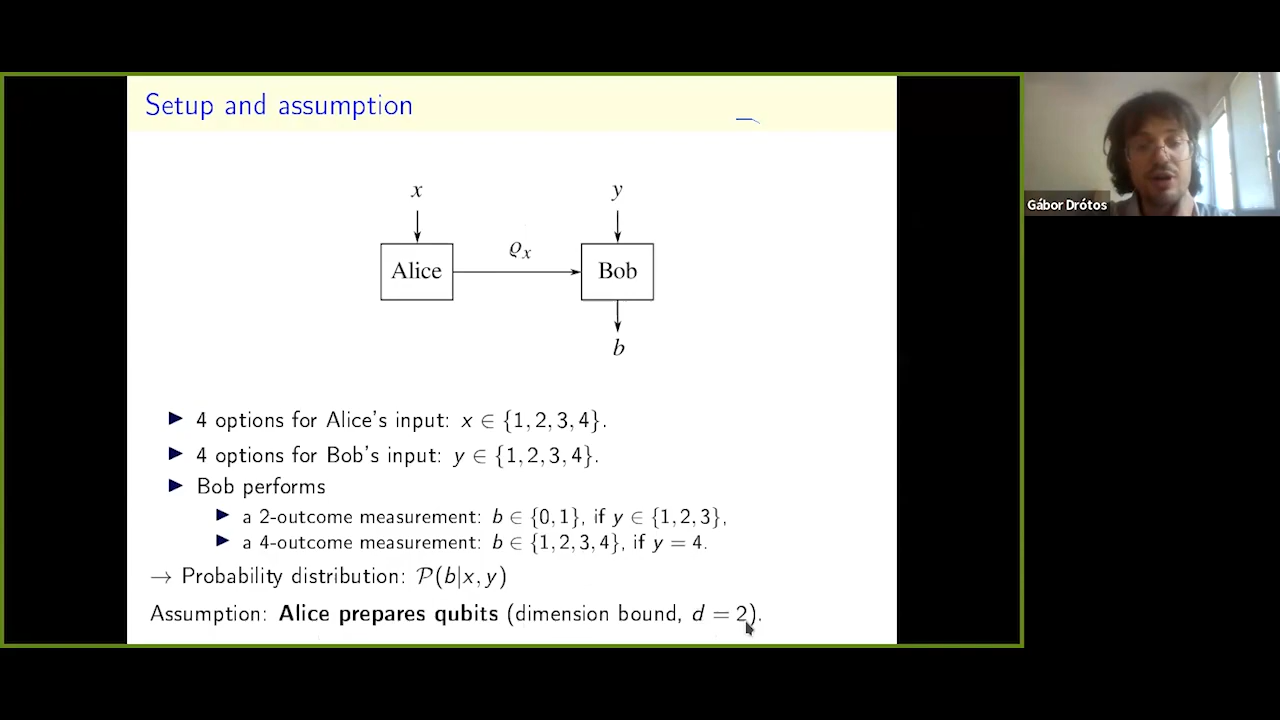 Setup and assumption
x
y
Alice
ϱx
Bob
b
Gábor Drótos
▶ 4 options for Alice's input: x ∈ {1, 2, 3, 4}.
▶ 4 options for Bob's input: y ∈ {1, 2, 3, 4}.
▶ Bob performs
▶ a 2-outcome measurement: b ∈ {0, 1}, if y ∈ {1, 2, 3},
▶ a 4-outcome measurement: b ∈ {1, 2, 3, 4}, if y = 4.
→ Probability distribution: P(b|x, y)
Assumption: Alice prepares qubits (dimension bound, d = 2).